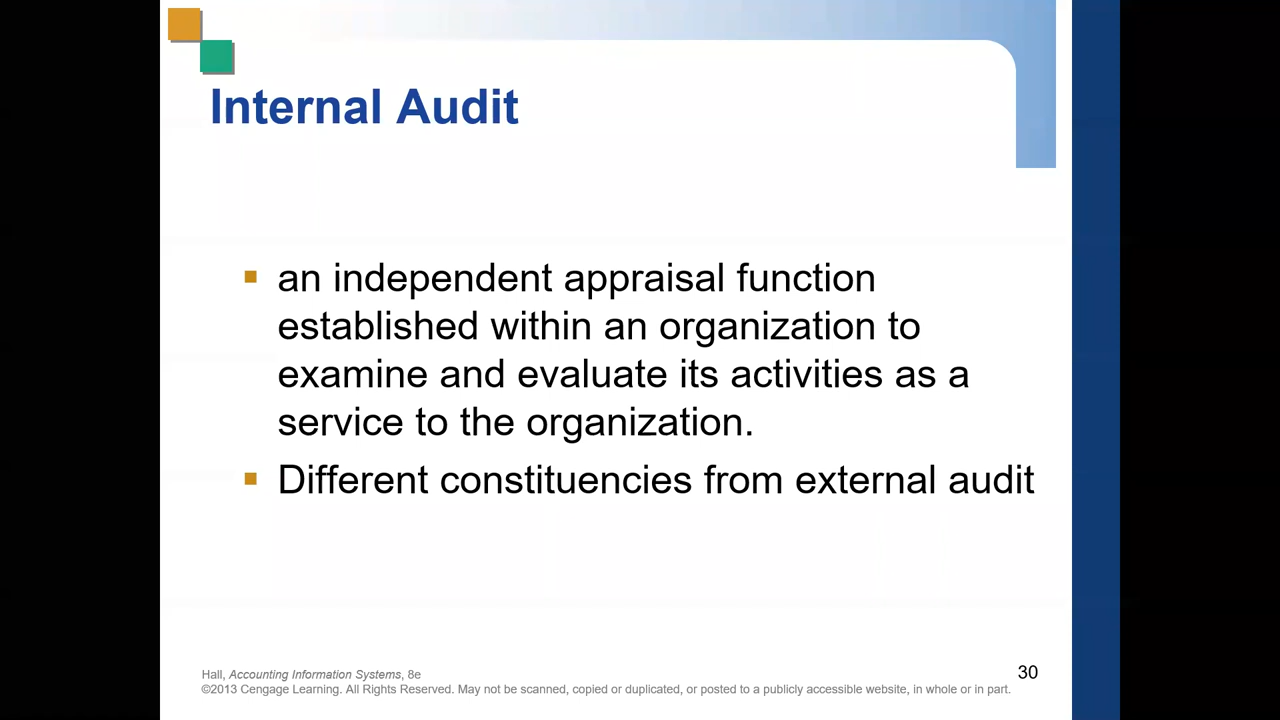 Internal Audit
an independent appraisal function
established within an organization to
examine and evaluate its activities as a
service to the organization.
Different constituencies from external audit
Hall, Accounting Information Systems, 8e
©2013 Cengage Learning. All Rights Reserved. May not be scanned, copied or duplicated, or posted to a publicly accessible website, in whole or in part.
30